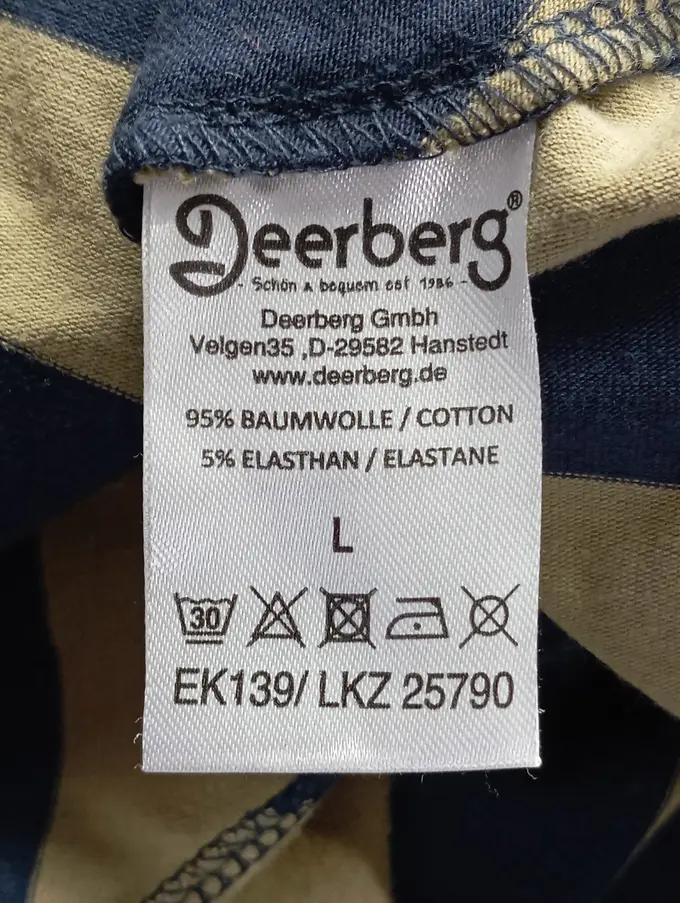 Deerberg®
- Schön & bequem est 1986 -
Deerberg Gmbh
Velgen35 ,D-29582 Hanstedt
www.deerberg.de
95% BAUMWOLLE / COTTON
5% ELASTHAN / ELASTANE
L
30
EK139/ LKZ 25790